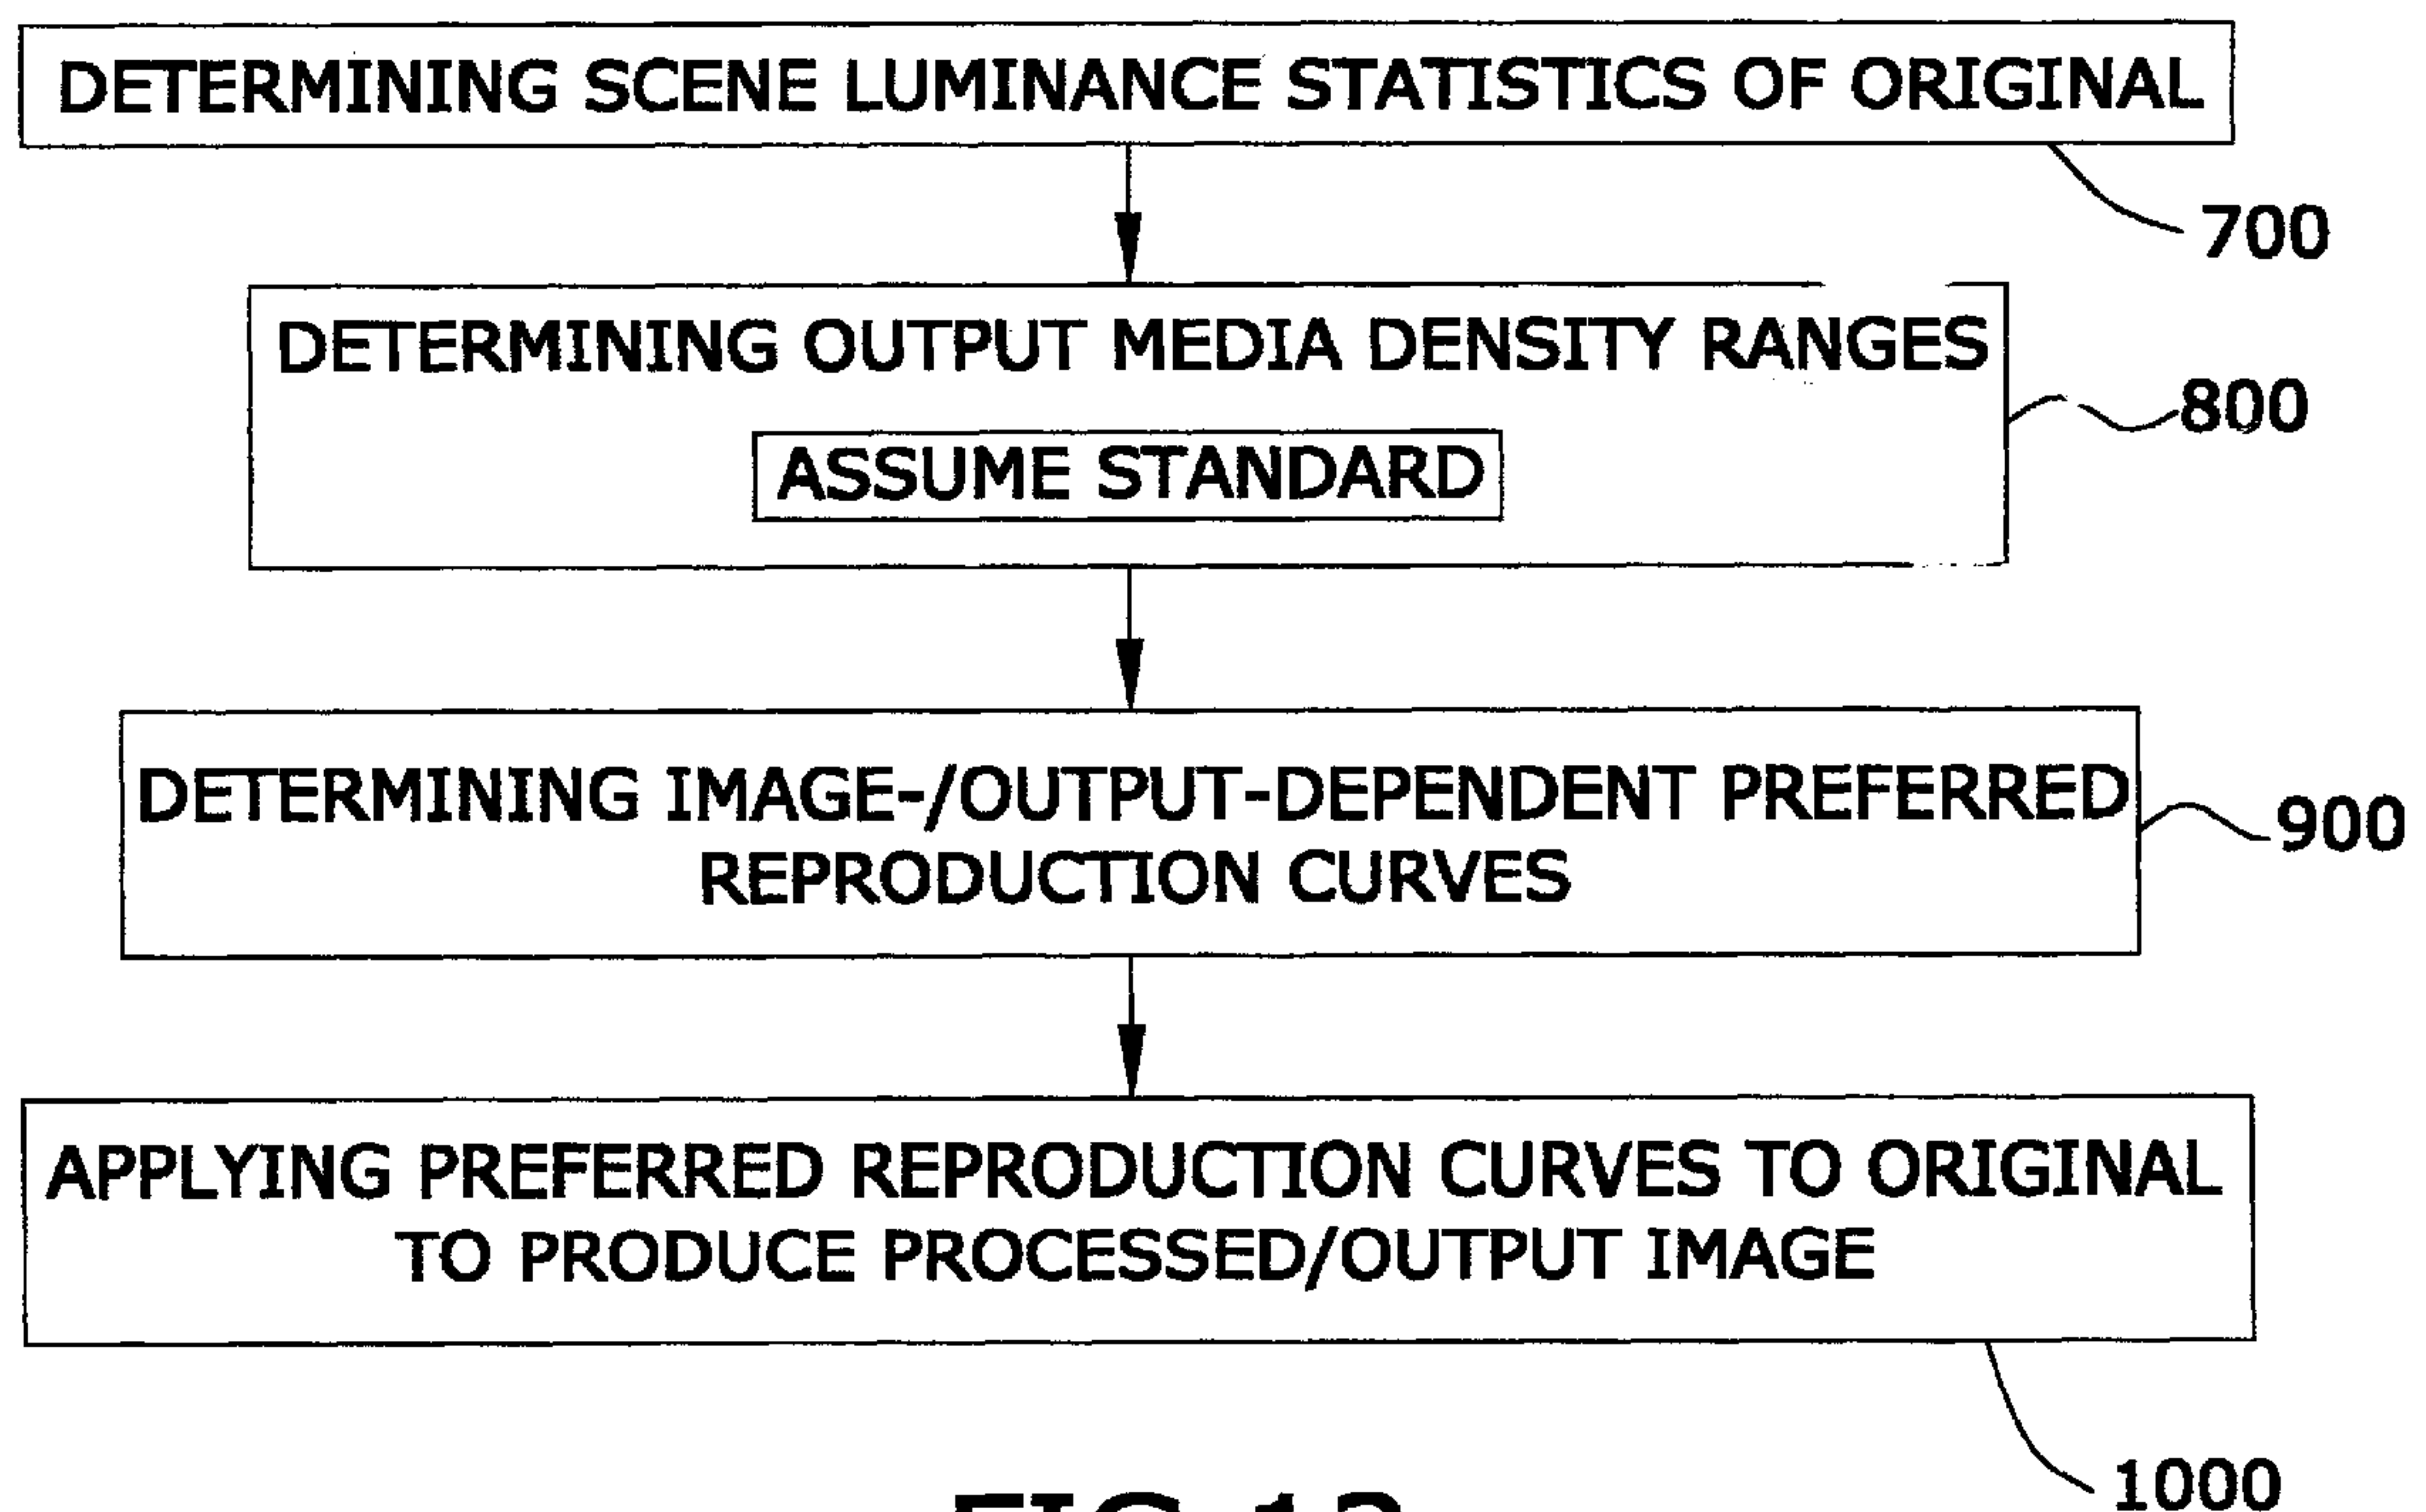 DETERMINING SCENE LUMINANCE STATISTICS OF ORIGINAL
700
DETERMINING OUTPUT MEDIA DENSITY RANGES
800
ASSUME STANDARD
DETERMINING IMAGE-/OUTPUT-DEPENDENT PREFERRED
REPRODUCTION CURVES
900
APPLYING PREFERRED REPRODUCTION CURVES TO ORIGINAL
TO PRODUCE PROCESSED/OUTPUT IMAGE
1000